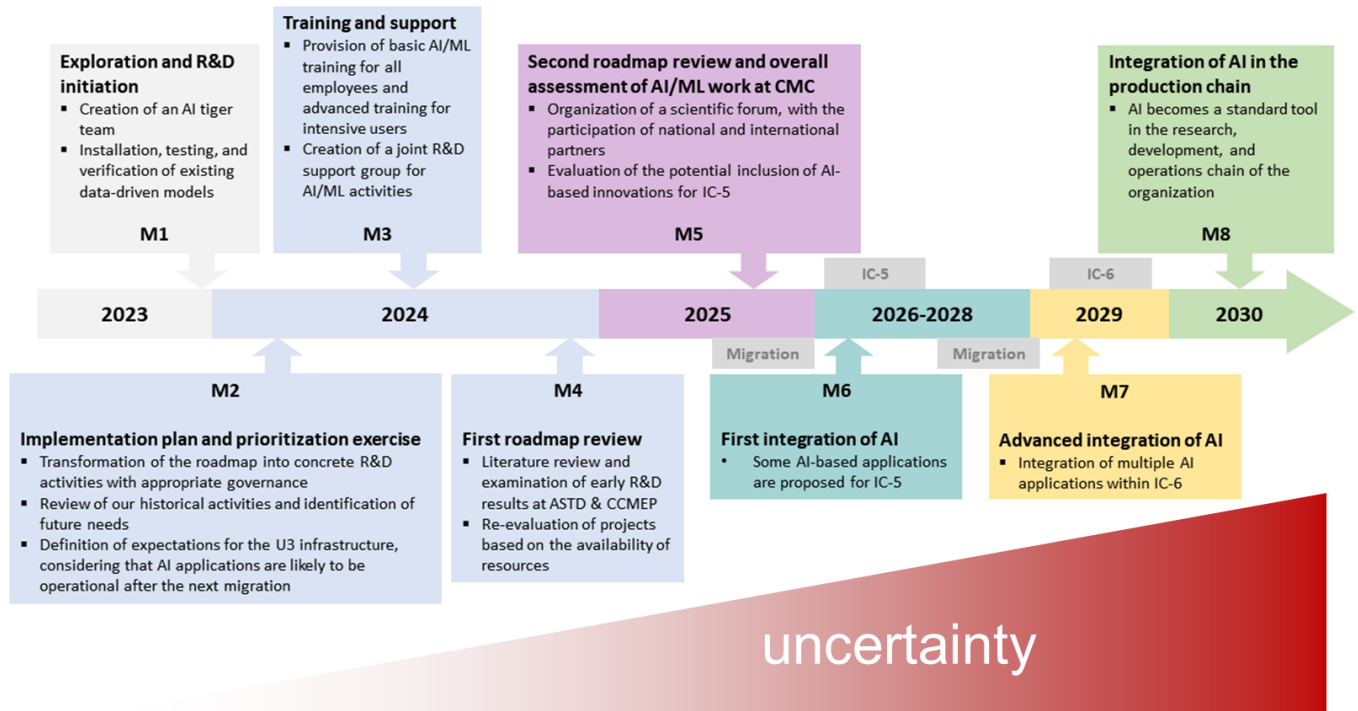 Exploration and R&D
initiation
▪ Creation of an AI tiger
team
▪ Installation, testing, and
verification of existing
data-driven models
M1
Training and support
▪ Provision of basic AI/ML
training for all
employees and
advanced training for
intensive users
▪ Creation of a joint R&D
support group for
AI/ML activities
M3
Second roadmap review and overall
assessment of AI/ML work at CMC
▪ Organization of a scientific forum, with the
participation of national and international
partners
▪ Evaluation of the potential inclusion of AI-
based innovations for IC-5
M5
Integration of AI in the
production chain
▪ AI becomes a standard tool
in the research,
development, and
operations chain of the
organization
M8
IC-5
IC-6
2023
2024
2025
2026-2028
2029
2030
Migration
Migration
M2
Implementation plan and prioritization exercise
▪ Transformation of the roadmap into concrete R&D
activities with appropriate governance
▪ Review of our historical activities and identification of
future needs
▪ Definition of expectations for the U3 infrastructure,
considering that AI applications are likely to be
operational after the next migration
M4
First roadmap review
▪ Literature review and
examination of early R&D
results at ASTD & CCMEP
▪ Re-evaluation of projects
based on the availability of
resources
M6
First integration of AI
• Some AI-based applications
are proposed for IC-5
M7
Advanced integration of AI
▪ Integration of multiple AI
applications within IC-6
uncertainty